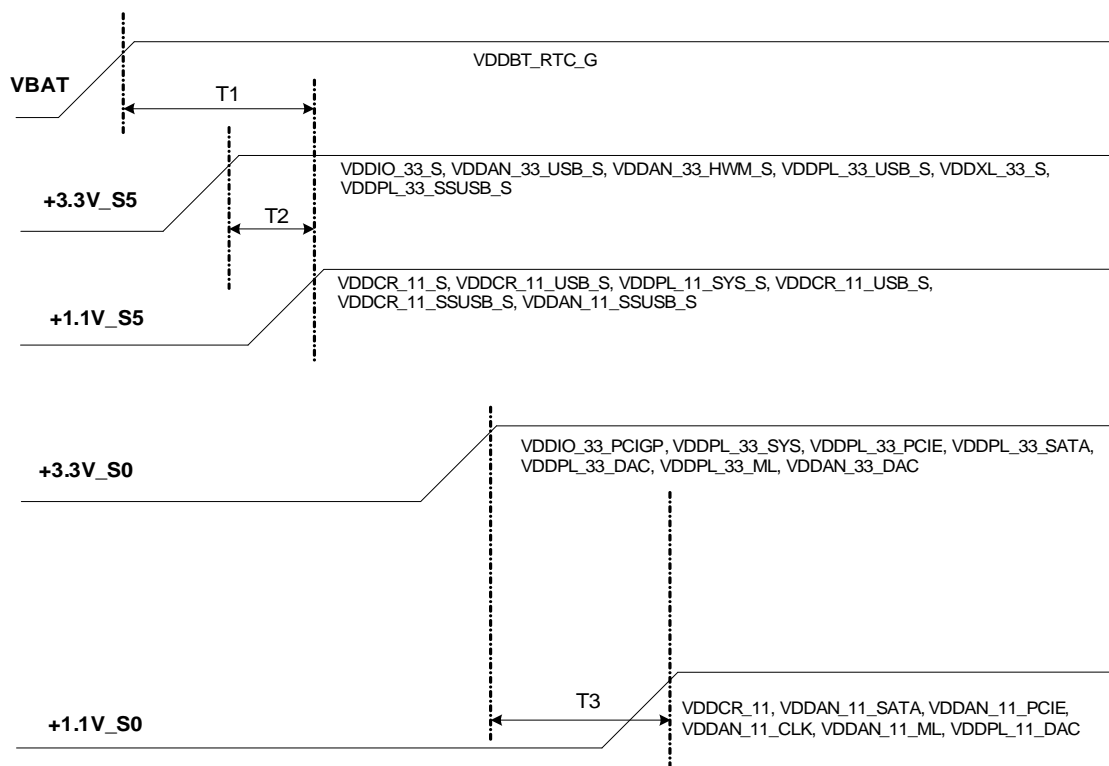 VDDBT_RTC_G
VBAT
T1
VDDIO_33_S, VDDAN_33_USB_S, VDDAN_33_HWM_S, VDDPL_33_USB_S, VDDXL_33_S,
VDDPL_33_SSUSB_S
+3.3V_S5
T2
VDDCR_11_S, VDDCR_11_USB_S, VDDPL_11_SYS_S, VDDCR_11_USB_S,
VDDCR_11_SSUSB_S, VDDAN_11_SSUSB_S
+1.1V_S5
VDDIO_33_PCIGP, VDDPL_33_SYS, VDDPL_33_PCIE, VDDPL_33_SATA,
VDDPL_33_DAC, VDDPL_33_ML, VDDAN_33_DAC
+3.3V_S0
T3
VDDCR_11, VDDAN_11_SATA, VDDAN_11_PCIE,
VDDAN_11_CLK, VDDAN_11_ML, VDDPL_11_DAC
+1.1V_S0